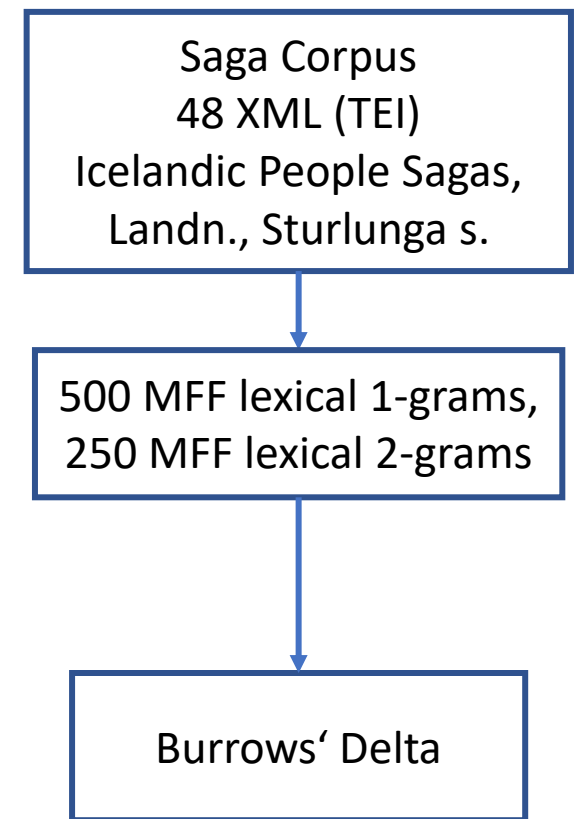 Saga Corpus
48 XML (TEI)
Icelandic People Sagas,
Landn., Sturlunga s.
500 MFF lexical 1-grams,
250 MFF lexical 2-grams
Burrows‘ Delta